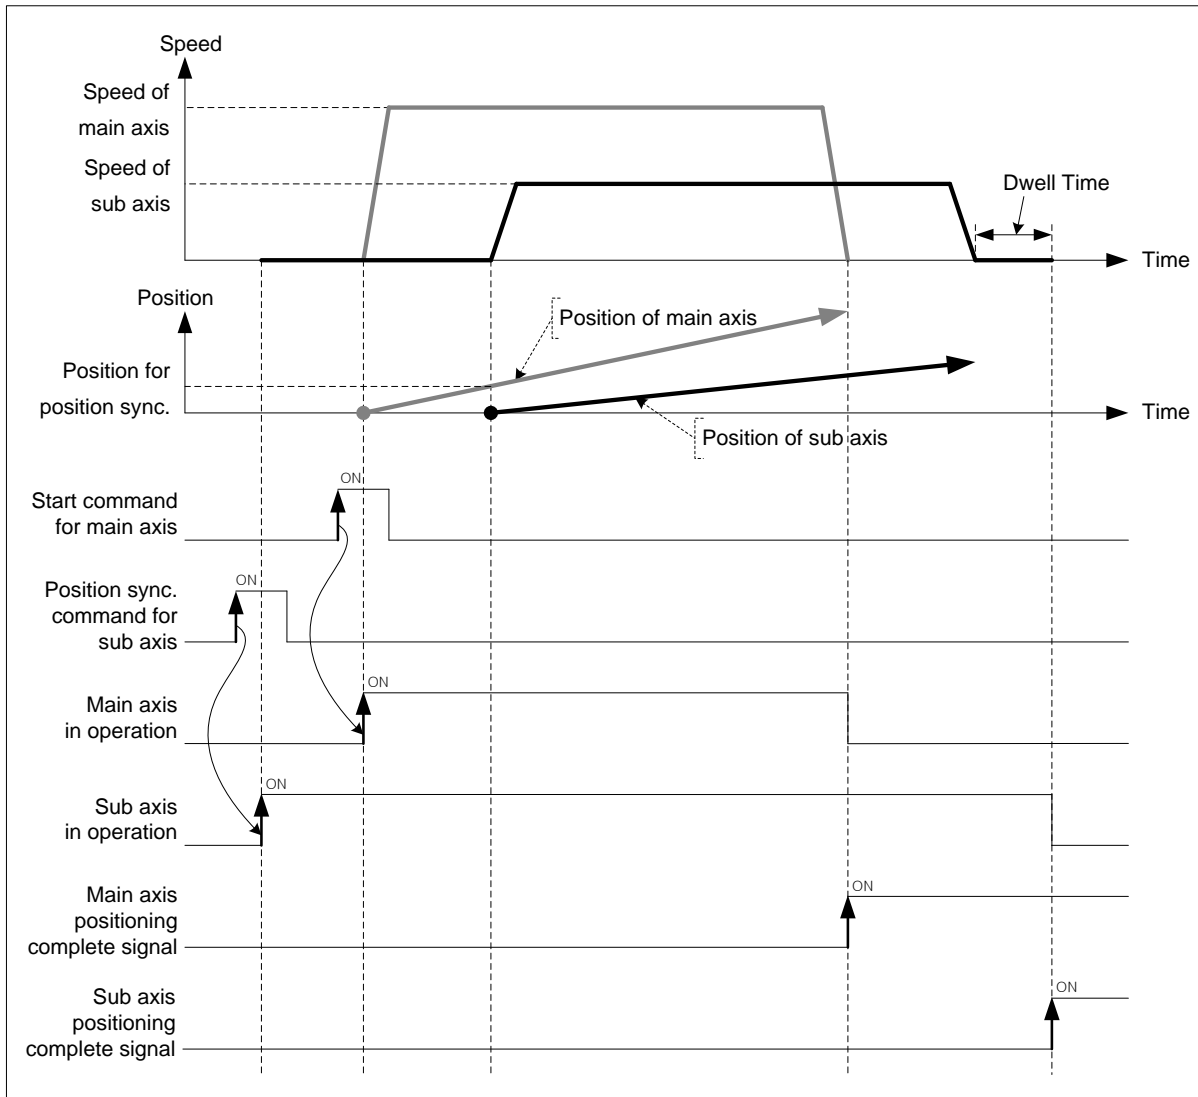 Speed
Speed of
main axis
Speed of
sub axis
Dwell Time
Time
Position
Position of main axis
Position for
position sync.
Time
Position of sub axis
ON
Start command
for main axis
ON
Position sync.
command for
sub axis
ON
Main axis
in operation
ON
Sub axis
in operation
ON
Main axis
positioning
complete signal
ON
Sub axis
positioning
complete signal